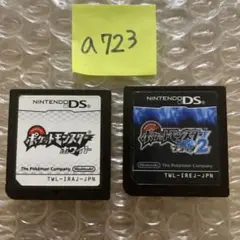 a723
NINTENDO DS
ポケットモンスター
The Pokémon Company
Nintendo
TWL-IRAJ-JPN
NINTENDO DS
ポケットモンスター
2
The Pokémon Company
Nintendo
TWL-IREJ-JPN